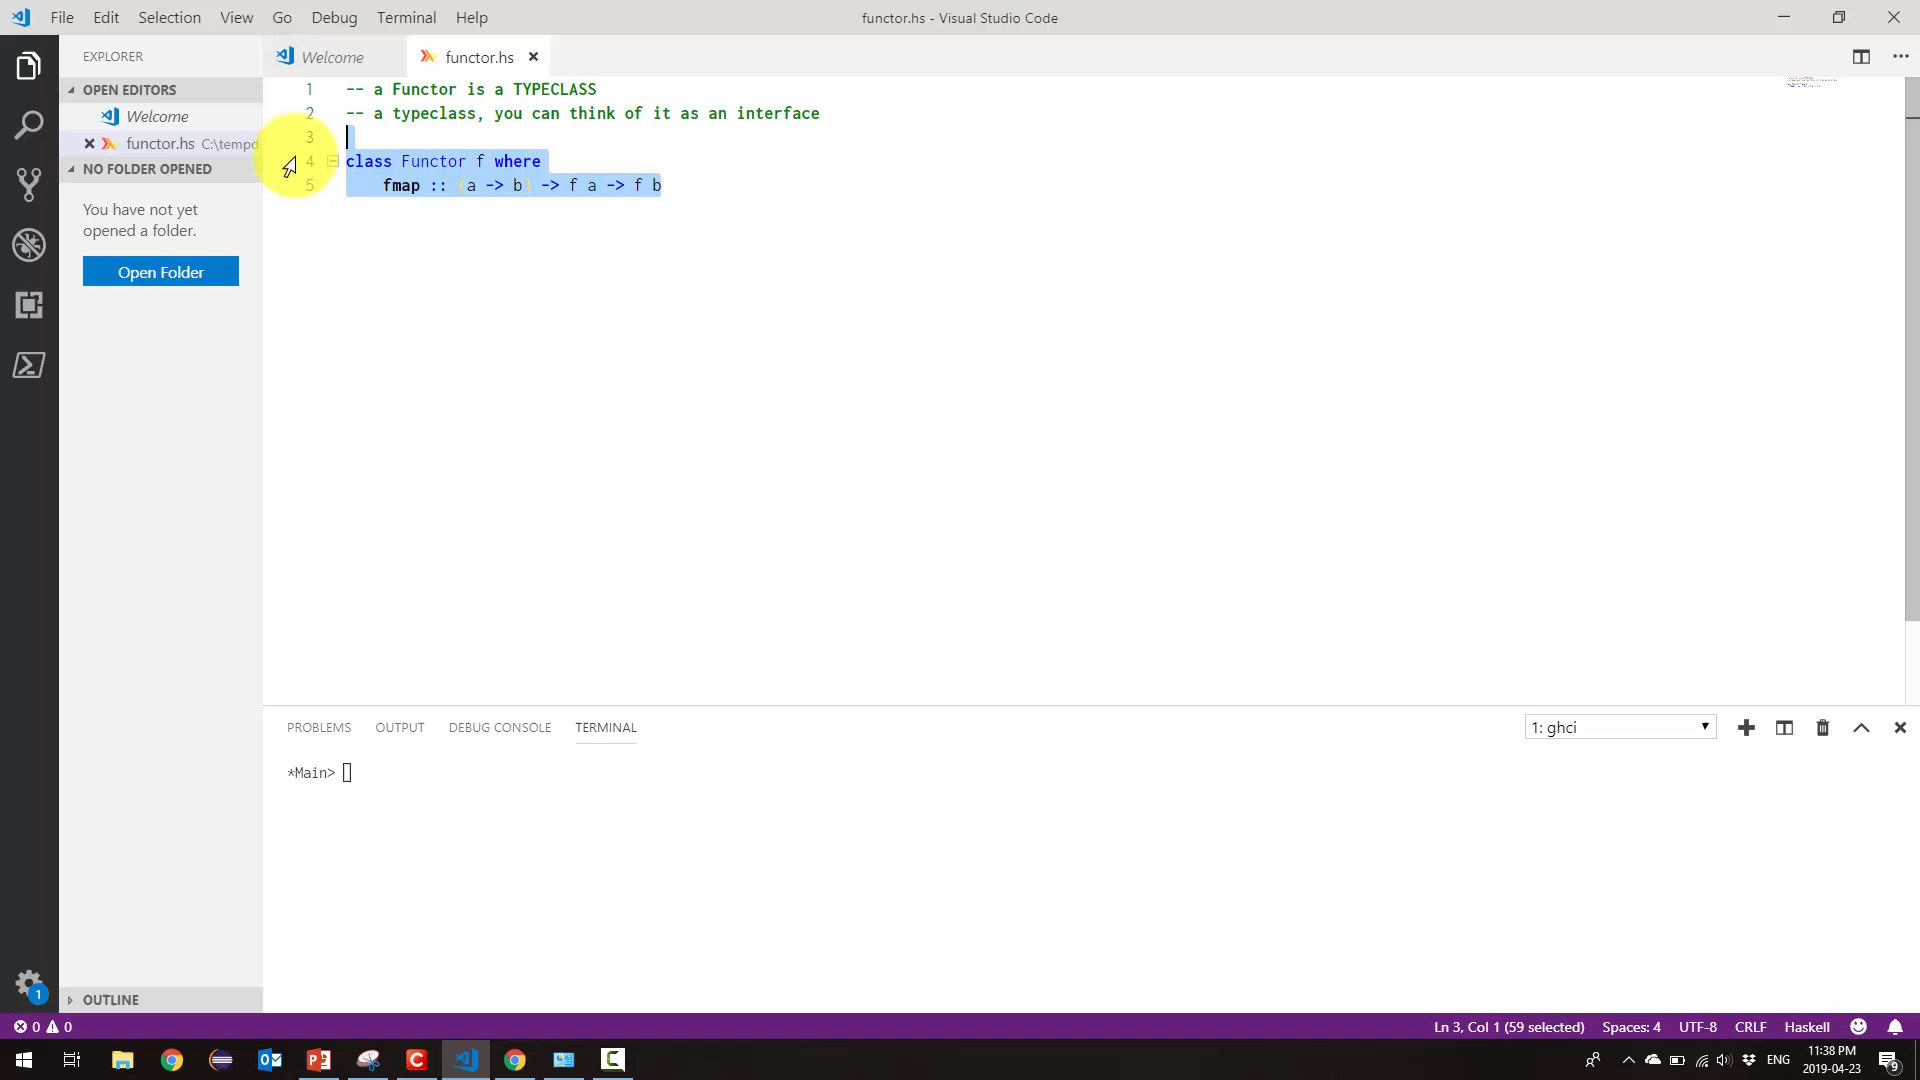 File Edit Selection View Go Debug Terminal Help
functor.hs - Visual Studio Code
EXPLORER
OPEN EDITORS
Welcome
functor.hs C:\tempd
NO FOLDER OPENED
You have not yet
opened a folder.
Open Folder
OUTLINE
Welcome
functor.hs
1 -- a Functor is a TYPECLASS
2 -- a typeclass, you can think of it as an interface
3
4 class Functor f where
5 fmap :: (a -> b) -> f a -> f b
PROBLEMS OUTPUT DEBUG CONSOLE TERMINAL
1: ghci
*Main>
1
0 0
Ln 3, Col 1 (59 selected) Spaces: 4 UTF-8 CRLF Haskell
ENG
11:38 PM
2019-04-23
9